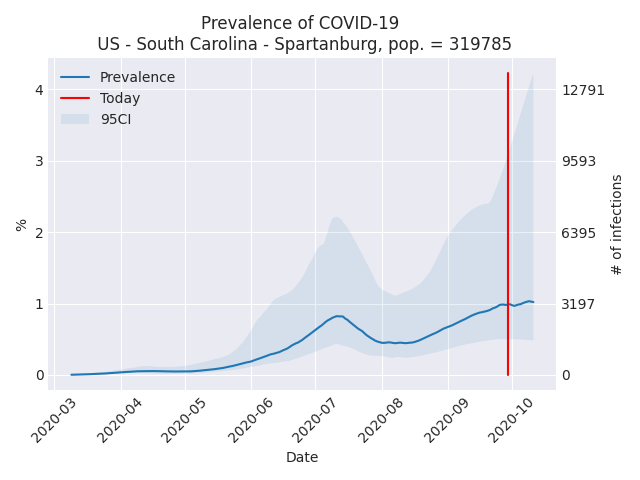 Prevalence of COVID-19
US - South Carolina - Spartanburg, pop. = 319785
Prevalence
Today
95CI
4
3
2
1
0
%
12791
9593
6395
3197
0
# of infections
2020-03
2020-04
2020-05
2020-06
2020-07
2020-08
2020-09
2020-10
Date